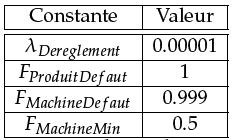 Constante Valeur
λDereglement 0.00001
FProduitDefaut 1
FMachineDefaut 0.999
FMachineMin 0.5